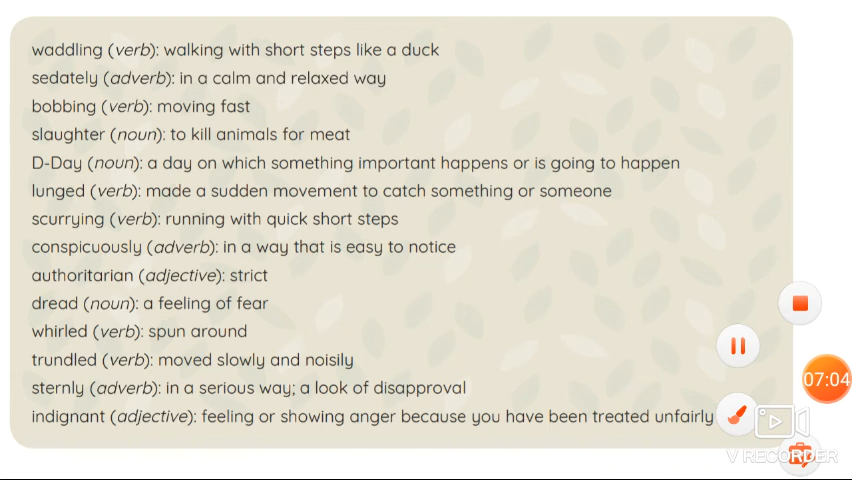 waddling (verb): walking with short steps like a duck
sedately (adverb): in a calm and relaxed way
bobbing (verb): moving fast
slaughter (noun): to kill animals for meat
D-Day (noun): a day on which something important happens or is going to happen
lunged (verb): made a sudden movement to catch something or someone
scurrying (verb): running with quick short steps
conspicuously (adverb): in a way that is easy to notice
authoritarian (adjective): strict
dread (noun): a feeling of fear
whirled (verb): spun around
trundled (verb): moved slowly and noisily
sternly (adverb): in a serious way; a look of disapproval
indignant (adjective): feeling or showing anger because you have been treated unfairly
07:04
V RECORDER